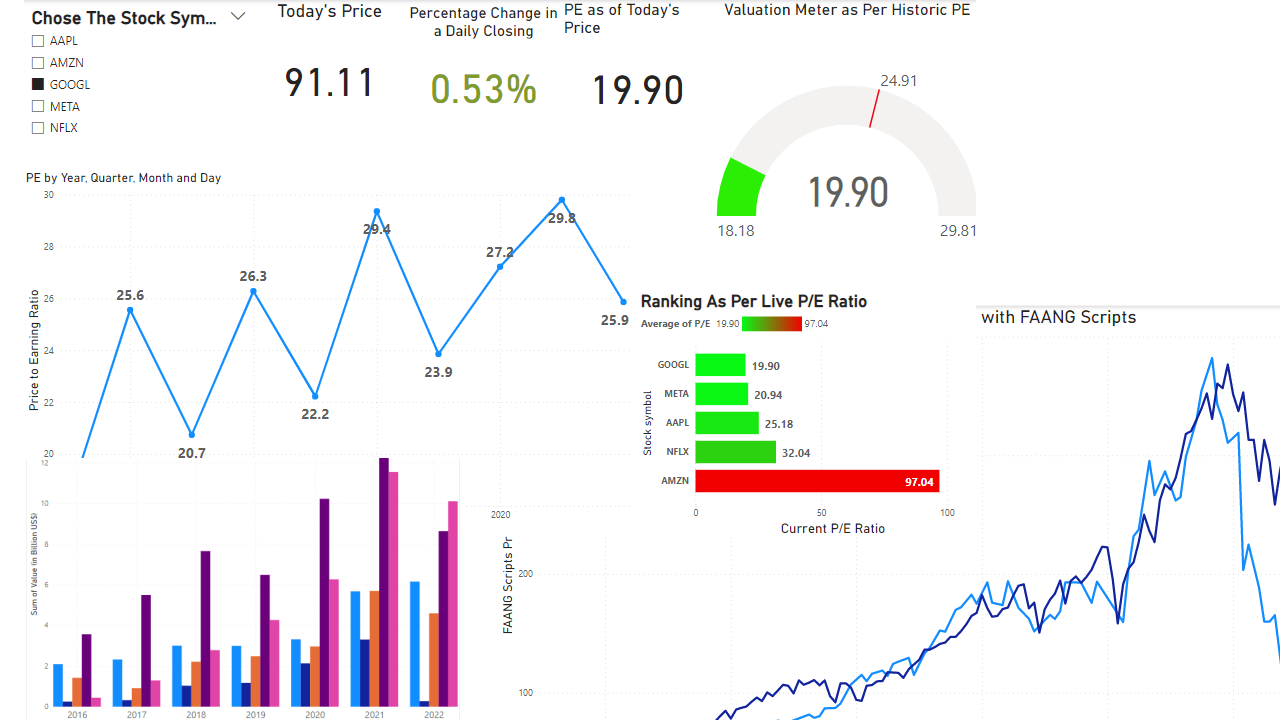 Chose The Stock Sym...
AAPL
AMZN
GOOGL
META
NFLX
Today's Price
91.11
Percentage Change in
a Daily Closing
0.53%
PE as of Today's
Price
19.90
Valuation Meter as Per Historic PE
24.91
19.90
18.18
29.81
PE by Year, Quarter, Month and Day
Price to Earning Ratio
30
28
26
24
22
20
25.6
20.7
26.3
22.2
29.4
23.9
27.2
29.8
25.9
Ranking As Per Live P/E Ratio
Average of P/E 19.90 97.04
Stock symbol
GOOGL 19.90
META 20.94
AAPL 25.18
NFLX 32.04
AMZN 97.04
0 50 100
Current P/E Ratio
Sum of Value (in Billion US$)
12
10
8
6
4
2
0
2016 2017 2018 2019 2020 2021 2022
2020
FAANG Scripts Pr
200
100
with FAANG Scripts